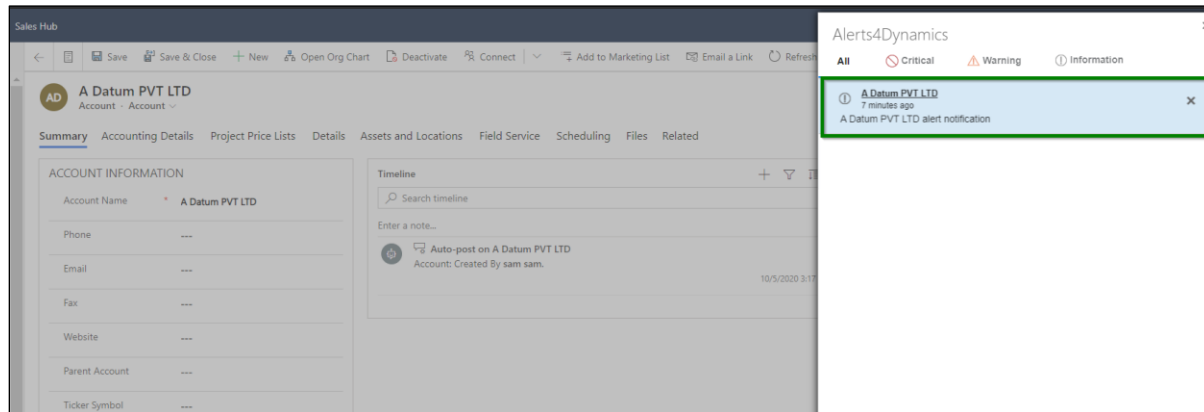 Sales Hub
Save Save & Close New Open Org Chart Deactivate Connect Add to Marketing List Email a Link Refresh
AD
A Datum PVT LTD
Account · Account
Summary Accounting Details Project Price Lists Details Assets and Locations Field Service Scheduling Files Related
ACCOUNT INFORMATION
Account Name * A Datum PVT LTD
Phone ---
Email ---
Fax ---
Website ---
Parent Account ---
Ticker Symbol ---
Timeline
Search timeline
Enter a note...
Auto-post on A Datum PVT LTD
Account: Created By sam sam.
10/5/2020 3:17
Alerts4Dynamics
All Critical Warning Information
A Datum PVT LTD
7 minutes ago
A Datum PVT LTD alert notification